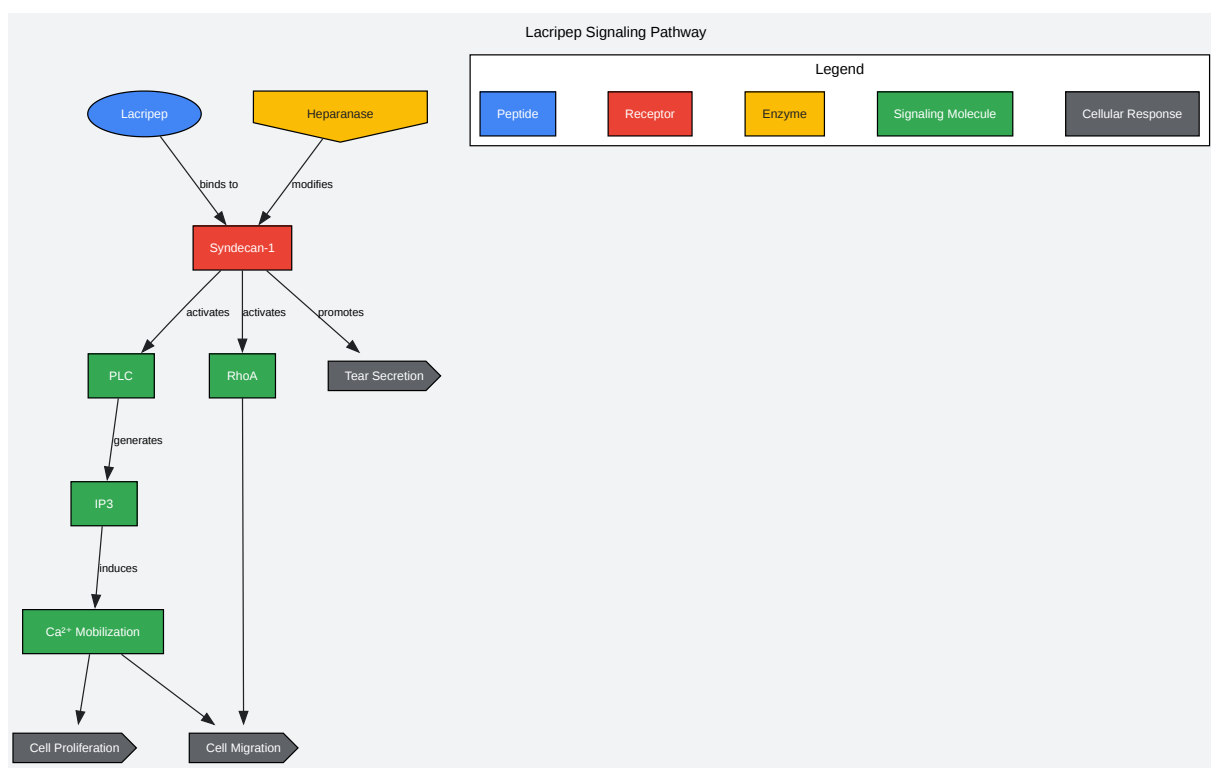 Lacripep Signaling Pathway
Legend
Peptide
Receptor
Enzyme
Signaling Molecule
Cellular Response
Lacripep
Heparanase
binds to
modifies
Syndecan-1
activates
activates
promotes
PLC
RhoA
Tear Secretion
generates
IP3
induces
Ca²⁺ Mobilization
Cell Proliferation
Cell Migration